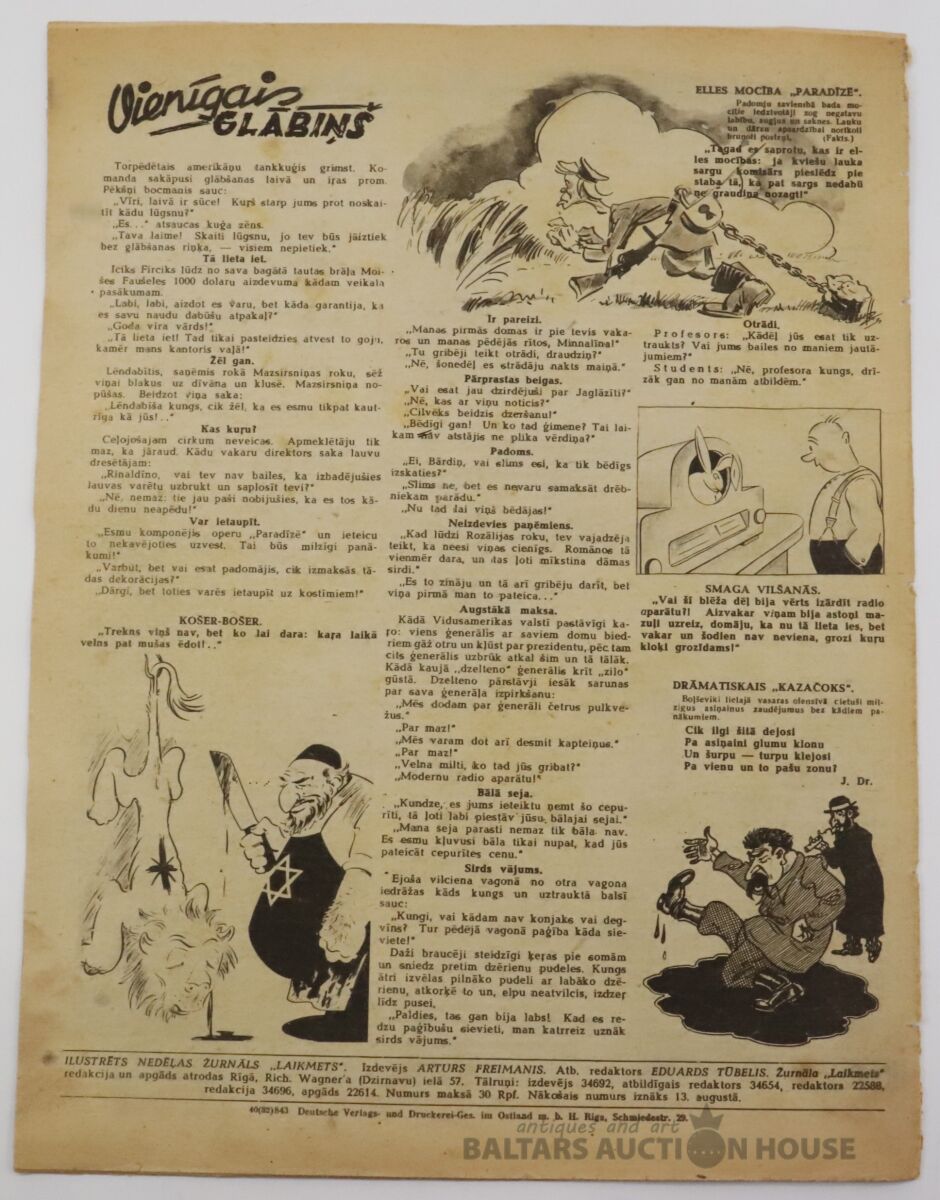 Vienīgais
GLĀBIŅŠ
Torpēdētais amerikāņu tankkuģis grimst. Ko-
manda sakāpusi glābšanas laivā un iras prom.
Pēkšņi bocmanis sauc:
„Vīri, laivā ir sūce! Kurš starp jums prot noskai-
tīt kādu lūgsnu?"
„Es..." atsaucas kuģa zēns.
„Tava laime! Skaiti lūgsnu, jo tev būs jāiztiek
bez glābšanas riņķa, — visiem nepietiek."
Tā lieta iet.
Iciks Firciks lūdz no sava bagātā tautas brāļa Moi-
šes Faušeles 1000 dolaru aizdevuma kādam veikala
pasākumam.
„Labi, labi, aizdot es varu, bet kāda garantija, ka
es savu naudu dabūšu atpakaļ?"
„Goda vīra vārds!"
„Tā lieta iet! Tad tikai pasteidzies atvest to goju,
kamēr mans kantoris vaļā!"
Žēl gan.
Lēndabītis, saņēmis rokā Mazsirsniņas roku, sēž
viņai blakus uz dīvāna un klusē. Mazsirsniņa no-
pūšas. Beidzot viņa saka:
„Lēndabīša kungs, cik žēl, ka es esmu tikpat kaut-
rīga kā jūs!.."
Kas kuru?
Ceļojošajam cirkum neveicas. Apmeklētāju tik
maz, ka jāraud. Kādu vakaru direktors saka lauvu
dresētājam:
„Rinaldīno, vai tev nav bailes, ka izbadējušies
lauvas varētu uzbrukt un saplosīt tevi?"
„Nē, nemaz: tie jau paši nobijušies, ka es tos kā-
du dienu neapēdu!"
Var ietaupīt.
„Esmu komponējis operu „Paradīzē" un ieteicu
to nekavējoties uzvest. Tai būs milzīgi panā-
kumi!"
„Varbūt, bet vai esat padomājis, cik izmaksās tā-
das dekorācijas?"
„Dārgi, bet toties varēs ietaupīt uz kostimiem!"
KOŠER-BOŠER.
„Trekns viņš nav, bet ko lai dara: kara laikā
velns pat mušas ēdot!.."
Ir pareizi.
„Manas pirmās domas ir pie tevis vaka-
ros un manas pēdējās rītos, Minnaliņa!"
„Tu gribēji teikt otrādi, draudziņ?"
„Nē, šonedēļ es strādāju nakts maiņā."
Pārprastas beigas.
„Vai esat jau dzirdējuši par Jaglāziti?"
„Nē, kas ar viņu noticis?"
„Cilvēks beidzis dzeršanu!"
„Bēdīgi gan! Un ko tad ģimene? Tai lai-
kam nav atstājis ne plika vērdiņa?"
Padoms.
„Ei, Bārdiņ, vai slims esi, ka tik bēdīgs
izskaties?"
„Slims ne, bet es nevaru samaksāt drēb-
niekam parādu."
„Nu tad lai viņš bēdājas!"
Neizdevies paņēmiens.
„Kad lūdzi Rozālijas roku, tev vajadzēja
teikt, ka neesi viņas cienīgs. Romānos tā
vienmēr dara, un tas ļoti mīkstina dāmas
sirdi."
„Es to zināju un tā arī gribēju darīt, bet
viņa pirmā man to pateica..."
Augstākā maksa.
Kādā Vidusamerikas valstī pastāvīgi ka-
ro: viens ģenerālis ar saviem domu bied-
riem gāž otru un kļūst par prezidentu, pēc tam
cits ģenerālis uzbrūk atkal šim un tā tālāk.
Kādā kaujā „dzelteno" ģenerālis krīt „zilo"
gūstā. Dzelteno pārstāvji iesāk sarunas
par sava ģenerāļa izpirkšanu:
„Mēs dodam par ģenerāli četrus pulkve-
žus."
„Par maz!"
„Mēs varam dot arī desmit kapteiņus."
„Par maz!"
„Velna milti, ko tad jūs gribat?"
„Modernu radio aparātu!"
Bālā seja.
„Kundze, es jums ieteiktu ņemt šo cepu-
rīti, tā ļoti labi piestāv jūsu bālajai sejai."
„Mana seja parasti nemaz tik bāla nav.
Es esmu kļuvusi bāla tikai nupat, kad jūs
pateicāt cepurītes cenu."
Sirds vājums.
Ejoša vilciena vagonā no otra vagona
iedrāžas kāds kungs un uztrauktā balsī
sauc:
„Kungi, vai kādam nav konjaks vai deg-
vīns? Tur pēdējā vagonā paģība kāda sie-
viete!"
Daži braucēji steidzīgi ķeras pie somām
un sniedz pretim dzērienu pudeles. Kungs
ātri izvēlas pilnāko pudeli ar labāko dzē-
rienu, atkorķē to un, elpu neatvilcis, izdzer
līdz pusei.
„Paldies, tas gan bija labs! Kad es re-
dzu paģībušu sievieti, man katrreiz uznāk
sirds vājums."
ELLES MOCĪBA „PARADĪZĒ".
Padomju savienībā bada mo-
cītie iedzīvotāji zog negatavu
labību, augļus un saknes. Lauku
un dārzu apsardzībai norīkoti
bruņoti posteņi. (Fakts.)
„Tagad es saprotu, kas ir el-
les mocības: ja kviešu lauka
sargu komisārs pieslēdz pie
staba tā, ka pat sargs nedabū
ne graudiņa nozagt!"
Otrādi.
Profesors: „Kādēļ jūs esat tik uz-
traukts? Vai jums bailes no maniem jautā-
jumiem?"
Students: „Nē, profesora kungs, drī-
zāk gan no manām atbildēm."
SMAGA VILŠANĀS.
„Vai šī blēža dēļ bija vērts izārdīt radio
aparātu?! Aizvakar viņam bija astoņi ma-
zuļi uzreiz, domāju, ka nu tā lieta ies, bet
vakar un šodien nav neviena, grozi kuru
kloķi grozīdams!"
DRĀMATISKAIS „KAZAČOKS".
Boļševiki lielajā vasaras ofensīvā cietuši mil-
zīgus asiņainus zaudējumus bez kādiem pa-
nākumiem.
Cik ilgi šitā dejosi
Pa asiņaini glumu klonu
Un šurpu — turpu klejosi
Pa vienu un to pašu zonu?
J. Dr.
ILUSTRĒTS NEDĒĻAS ŽURNĀLS „LAIKMETS". Izdevējs ARTURS FREIMANIS. Atb. redaktors EDUARDS TŪBELIS. Žurnāla „Laikmets"
redakcija un apgāds atrodas Rīgā, Rich. Wagner'a (Dzirnavu) ielā 57. Tālruņi: izdevējs 34692, atbildīgais redaktors 34654, redaktors 22588,
redakcija 34696, apgāds 22614. Numurs maksā 30 Rpf. Nākošais numurs iznāks 13. augustā.
40(82)843 Deutsche Verlags- und Druckerei-Ges. im Ostland m. b. H. Riga, Schmiedestr. 29.
antiques and art
BALTARS AUCTION HOUSE